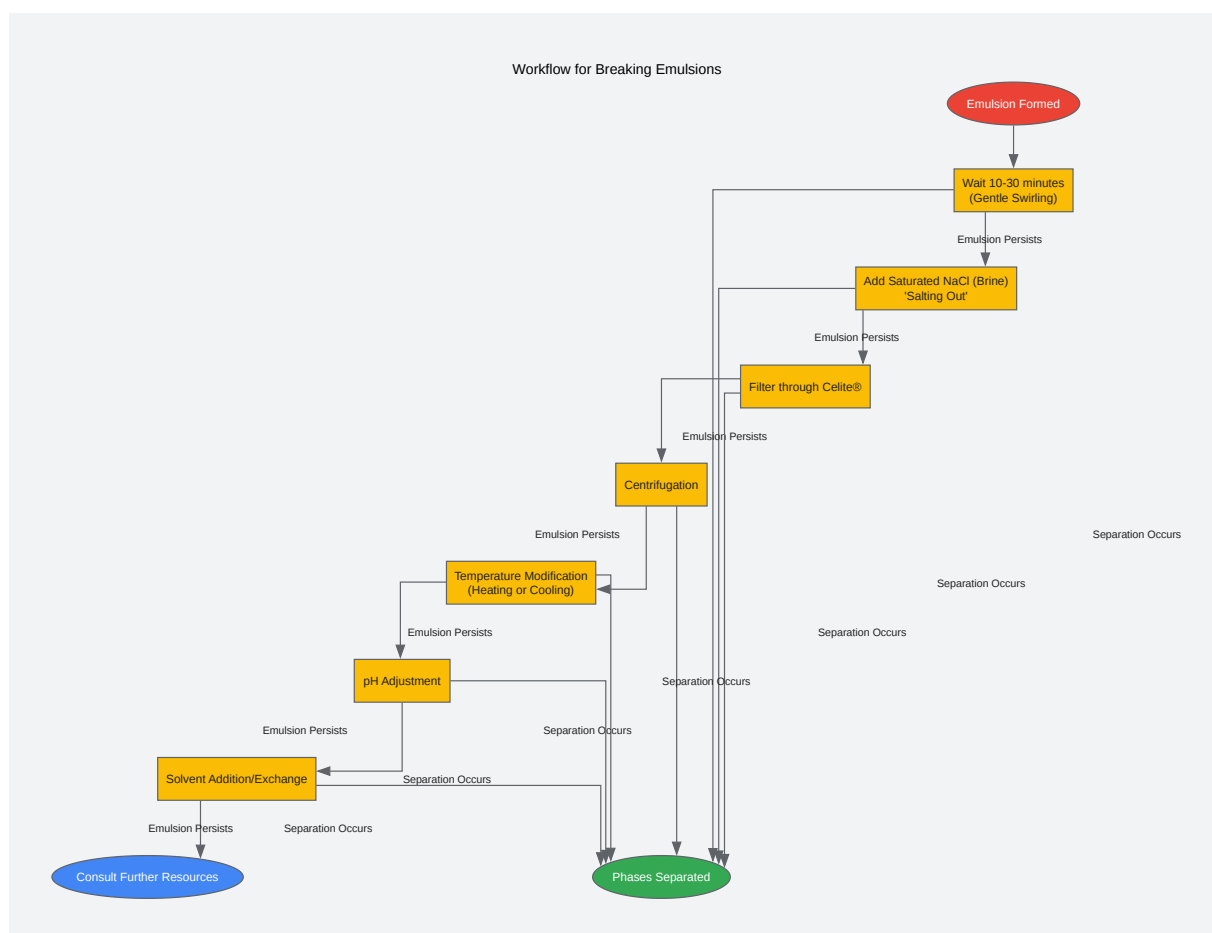 Workflow for Breaking Emulsions
Emulsion Formed
Wait 10-30 minutes
(Gentle Swirling)
Emulsion Persists
Add Saturated NaCl (Brine)
'Salting Out'
Emulsion Persists
Filter through Celite®
Emulsion Persists
Centrifugation
Emulsion Persists
Separation Occurs
Temperature Modification
(Heating or Cooling)
Separation Occurs
Emulsion Persists
Separation Occurs
pH Adjustment
Separation Occurs
Emulsion Persists
Separation Occurs
Solvent Addition/Exchange
Separation Occurs
Emulsion Persists
Separation Occurs
Consult Further Resources
Phases Separated